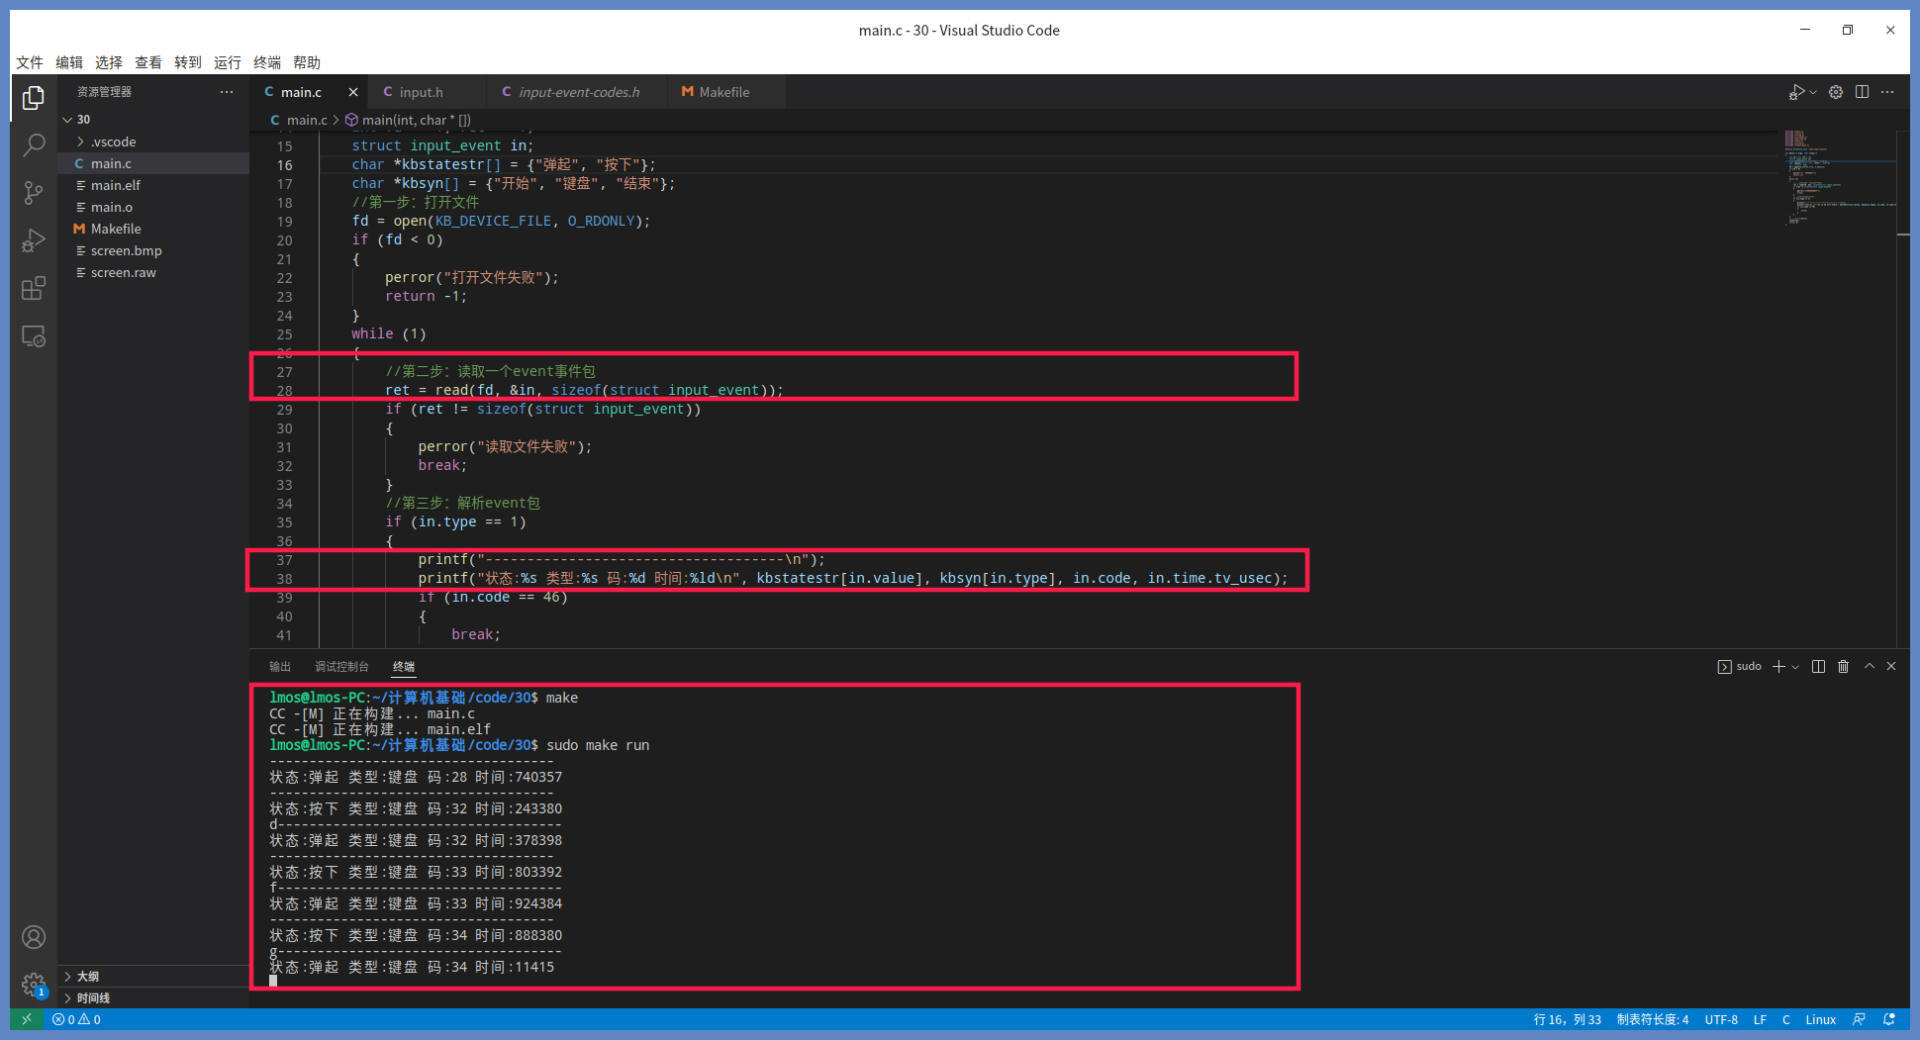 main.c - 30 - Visual Studio Code
文件 编辑 选择 查看 转到 运行 终端 帮助
资源管理器
30
.vscode
main.c
main.elf
main.o
Makefile
screen.bmp
screen.raw
大纲
时间线
main.c input.h input-event-codes.h Makefile
main.c > main(int, char * [])
15 struct input_event in;
16 char *kbstatestr[] = {"弹起", "按下"};
17 char *kbsyn[] = {"开始", "键盘", "结束"};
18 //第一步：打开文件
19 fd = open(KB_DEVICE_FILE, O_RDONLY);
20 if (fd < 0)
21 {
22 perror("打开文件失败");
23 return -1;
24 }
25 while (1)
26 {
27 //第二步：读取一个event事件包
28 ret = read(fd, &in, sizeof(struct input_event));
29 if (ret != sizeof(struct input_event))
30 {
31 perror("读取文件失败");
32 break;
33 }
34 //第三步：解析event包
35 if (in.type == 1)
36 {
37 printf("------------------------------------\n");
38 printf("状态:%s 类型:%s 码:%d 时间:%ld\n", kbstatestr[in.value], kbsyn[in.type], in.code, in.time.tv_usec);
39 if (in.code == 46)
40 {
41 break;
输出 调试控制台 终端
sudo
lmos@lmos-PC:~/计算机基础/code/30$ make
CC -[M] 正在构建... main.c
CC -[M] 正在构建... main.elf
lmos@lmos-PC:~/计算机基础/code/30$ sudo make run
------------------------------------
状态:弹起 类型:键盘 码:28 时间:740357
------------------------------------
状态:按下 类型:键盘 码:32 时间:243380
d------------------------------------
状态:弹起 类型:键盘 码:32 时间:378398
------------------------------------
状态:按下 类型:键盘 码:33 时间:803392
f------------------------------------
状态:弹起 类型:键盘 码:33 时间:924384
------------------------------------
状态:按下 类型:键盘 码:34 时间:888380
g------------------------------------
状态:弹起 类型:键盘 码:34 时间:11415
1
0 0
行 16，列 33 制表符长度: 4 UTF-8 LF C Linux